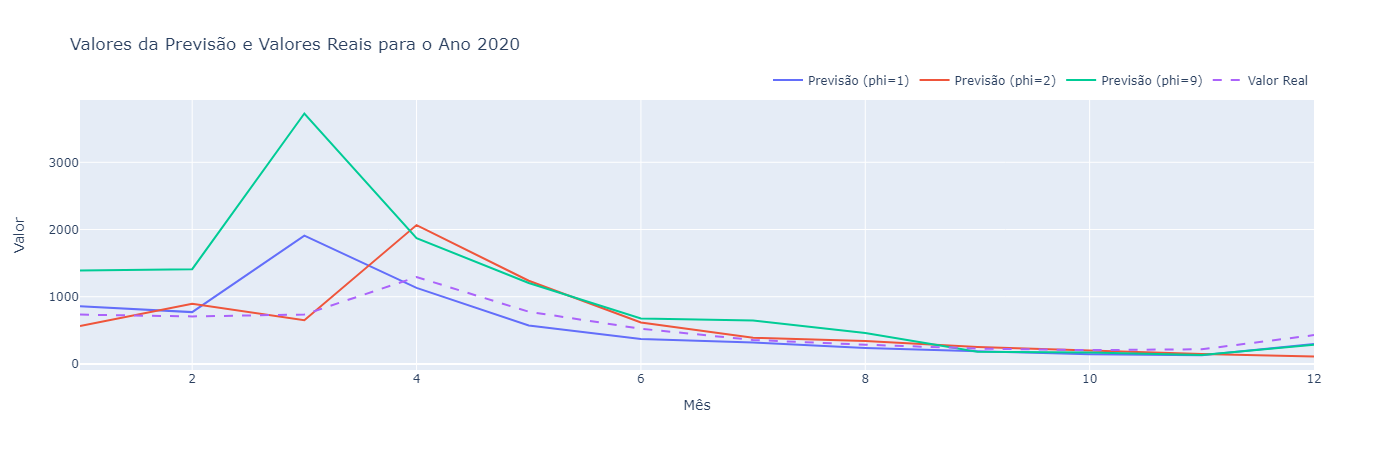 Valores da Previsão e Valores Reais para o Ano 2020
Previsão (phi=1) Previsão (phi=2) Previsão (phi=9) Valor Real
3000
2000
1000
0
Valor
2 4 6 8 10 12
Mês